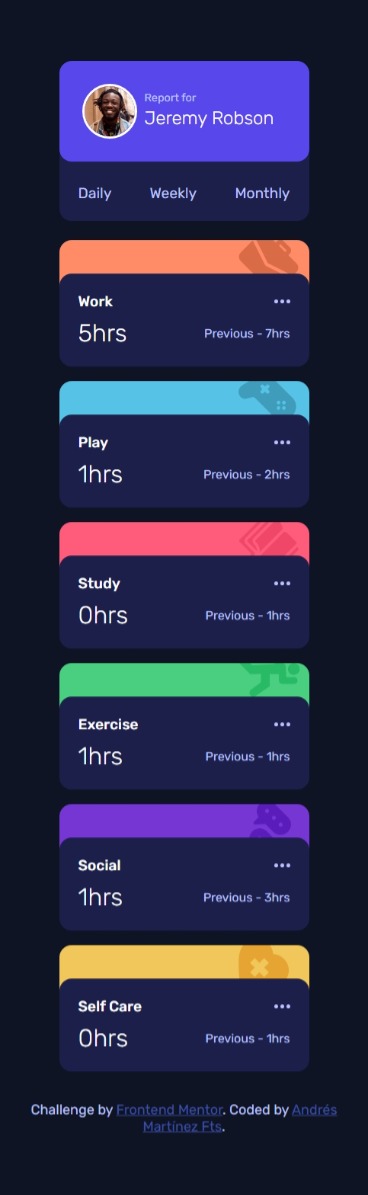 Report for
Jeremy Robson
Daily Weekly Monthly
Work
5hrs Previous - 7hrs
Play
1hrs Previous - 2hrs
Study
0hrs Previous - 1hrs
Exercise
1hrs Previous - 1hrs
Social
1hrs Previous - 3hrs
Self Care
0hrs Previous - 1hrs
Challenge by Frontend Mentor. Coded by Andrés
Martínez Fts.